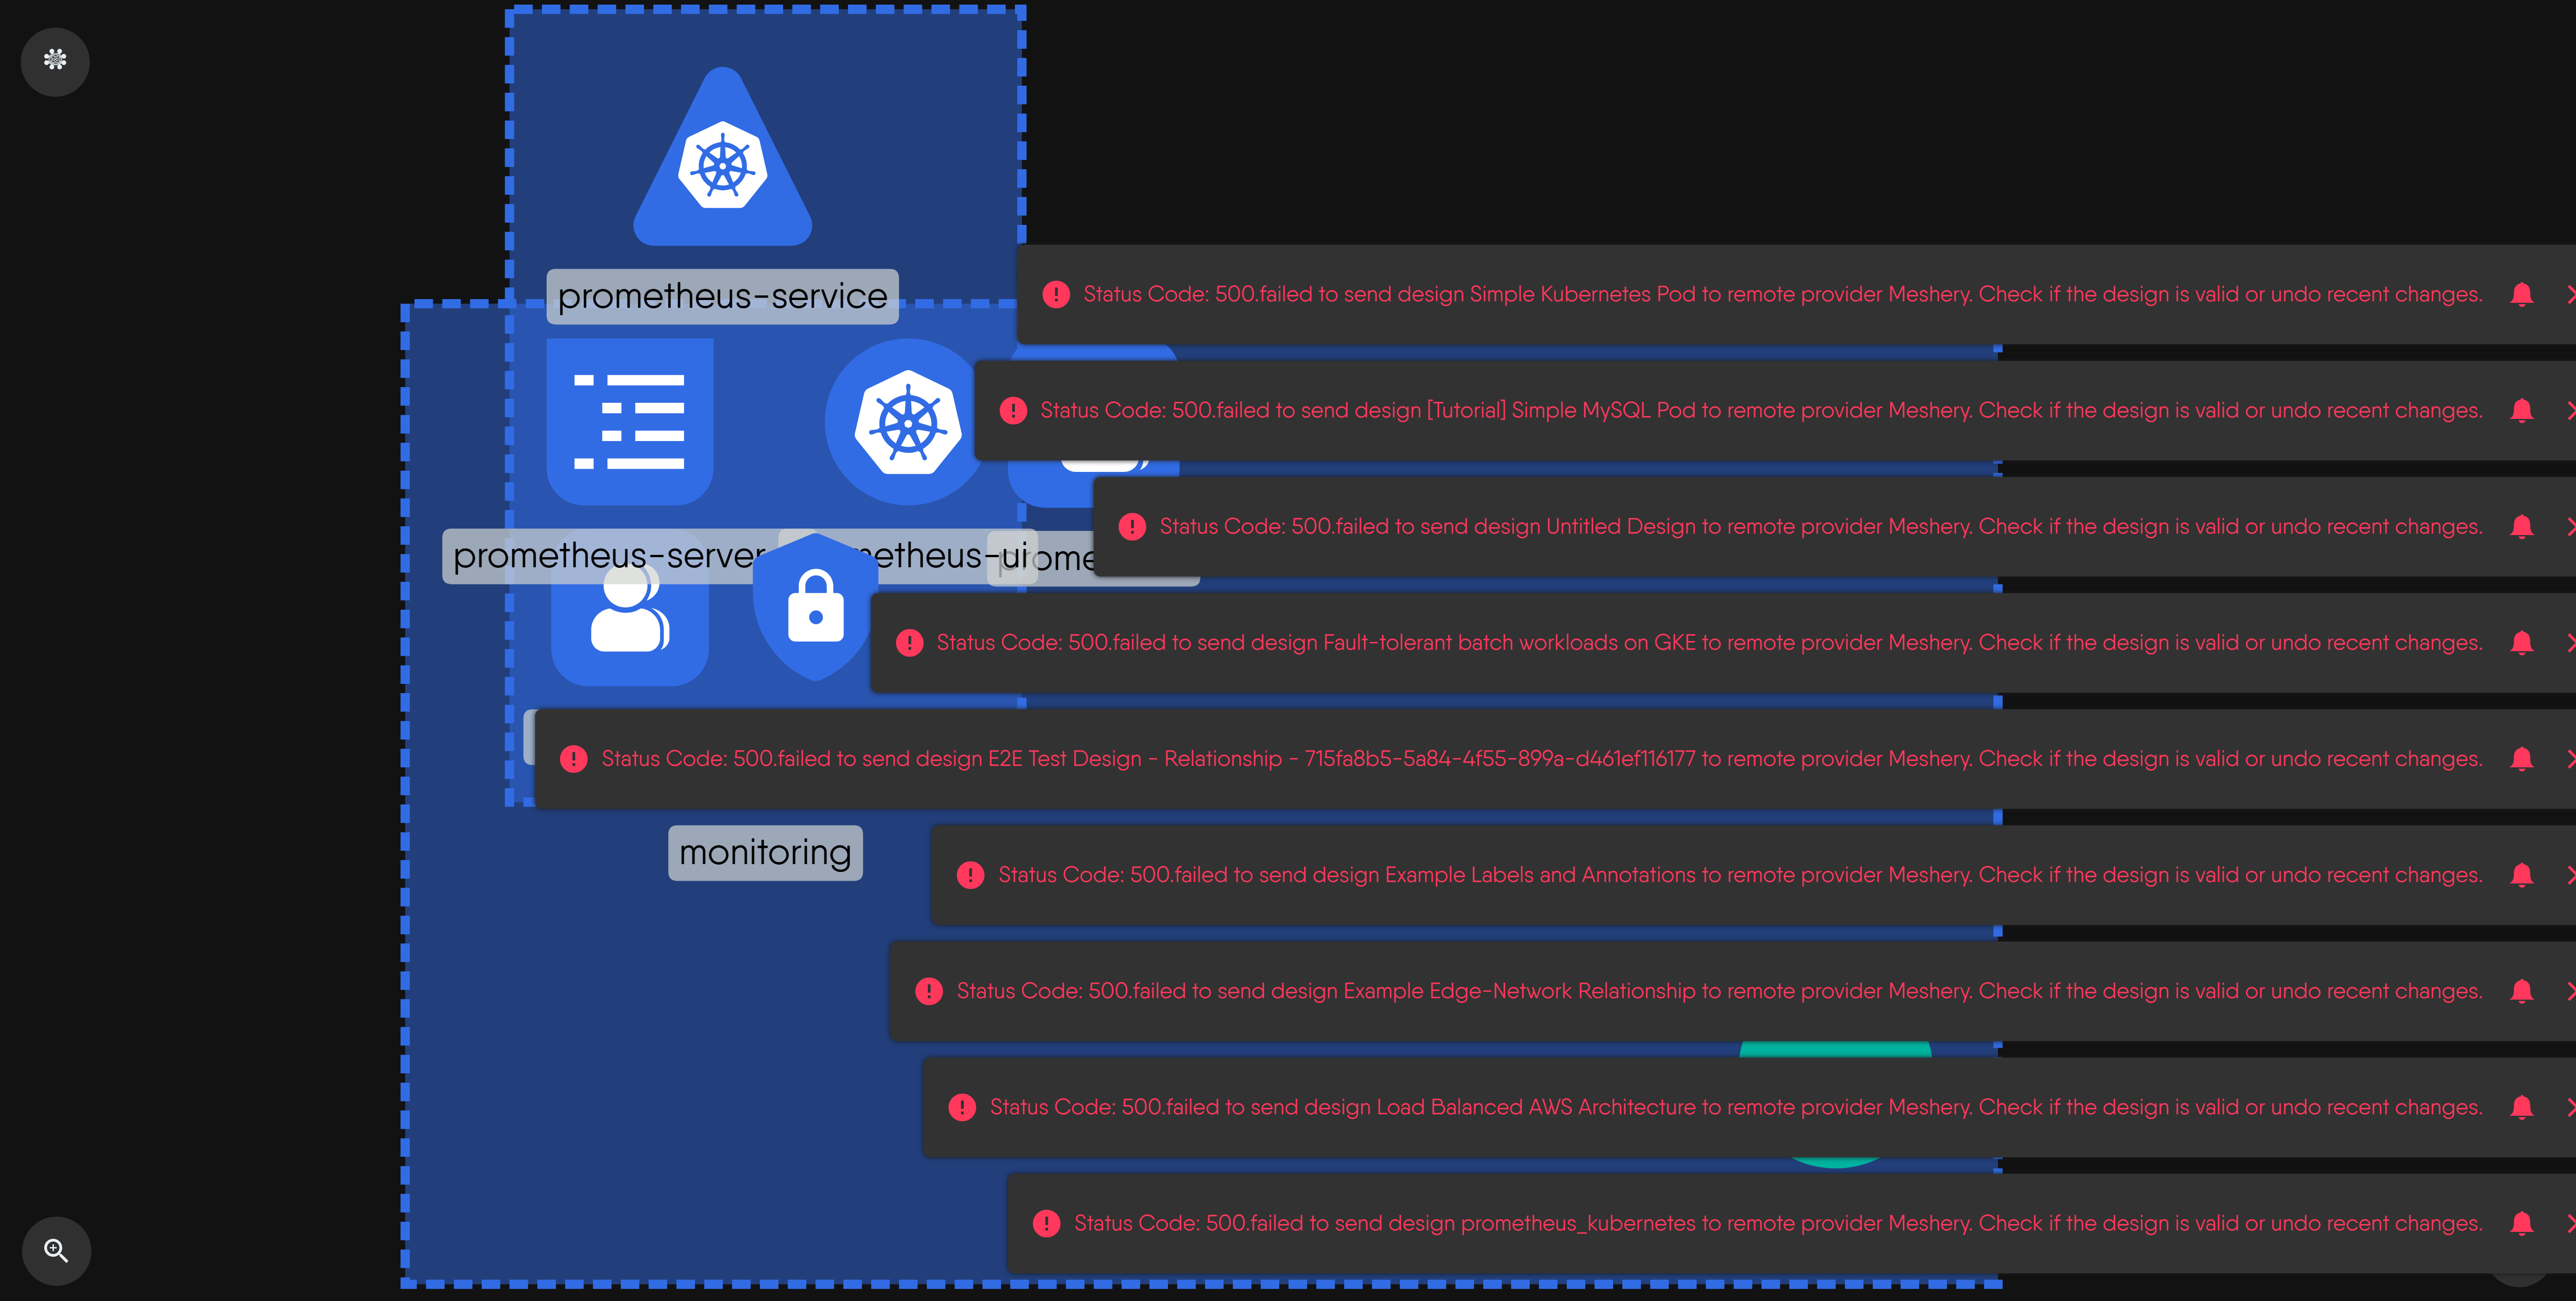 prometheus-service
Status Code: 500.failed to send design Simple Kubernetes Pod to remote provider Meshery. Check if the design is valid or undo recent changes.
Status Code: 500.failed to send design [Tutorial] Simple MySQL Pod to remote provider Meshery. Check if the design is valid or undo recent changes.
Status Code: 500.failed to send design Untitled Design to remote provider Meshery. Check if the design is valid or undo recent changes.
prometheus-server
Status Code: 500.failed to send design Fault-tolerant batch workloads on GKE to remote provider Meshery. Check if the design is valid or undo recent changes.
Status Code: 500.failed to send design E2E Test Design - Relationship - 715fa8b5-5a84-4f55-899a-d461ef116177 to remote provider Meshery. Check if the design is valid or undo recent changes.
monitoring
Status Code: 500.failed to send design Example Labels and Annotations to remote provider Meshery. Check if the design is valid or undo recent changes.
Status Code: 500.failed to send design Example Edge-Network Relationship to remote provider Meshery. Check if the design is valid or undo recent changes.
Status Code: 500.failed to send design Load Balanced AWS Architecture to remote provider Meshery. Check if the design is valid or undo recent changes.
Status Code: 500.failed to send design prometheus_kubernetes to remote provider Meshery. Check if the design is valid or undo recent changes.